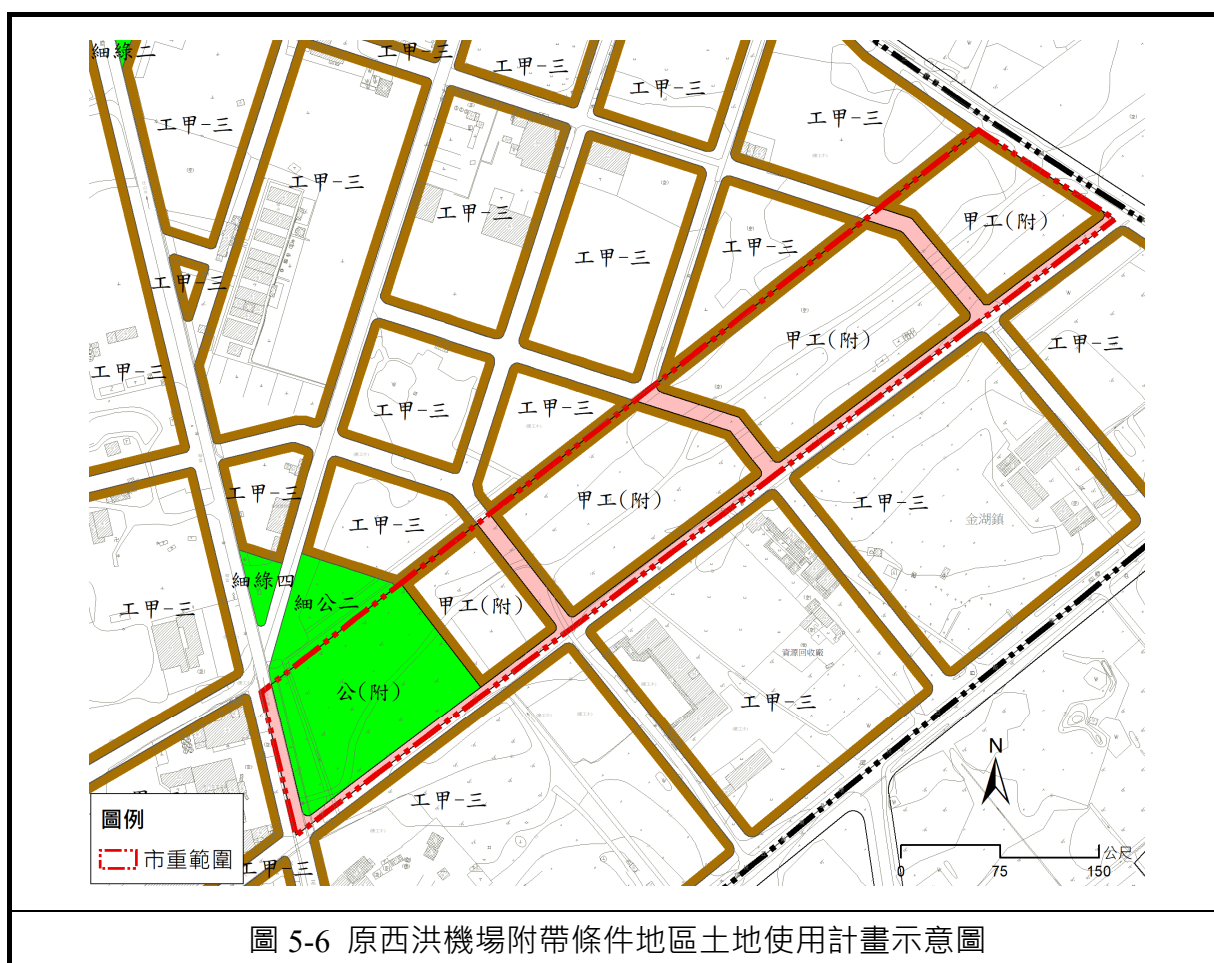 細綠二
工甲-三
工甲-三
工甲-三
工甲-三
工甲-三
工甲-三
工甲-三
工甲-三
甲工(附)
工甲-三
工甲-三
工甲-三
甲工(附)
工甲-三
工甲-三
工甲-三
工甲-三
甲工(附)
工甲-三
工甲-三
工甲-三
金湖鎮
細綠四
細公二
甲工(附)
工甲-三
資源回收廠
公(附)
工甲-三
工甲-三
工甲-三
N
圖例
市重範圍
公尺
0 75 150
圖 5-6 原西洪機場附帶條件地區土地使用計畫示意圖